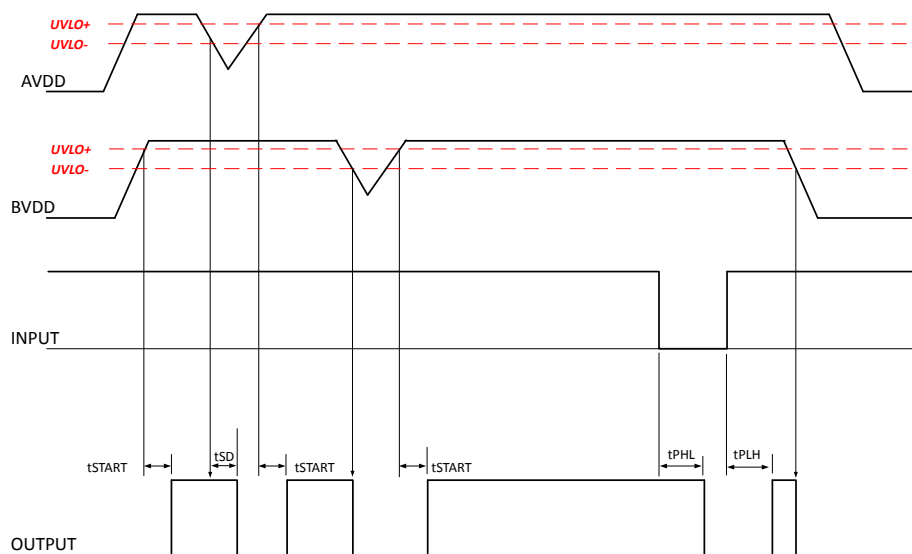 UVLO+
UVLO-
AVDD
UVLO+
UVLO-
BVDD
INPUT
tSTART
tSD
tSTART
tSTART
tPHL
tPLH
OUTPUT